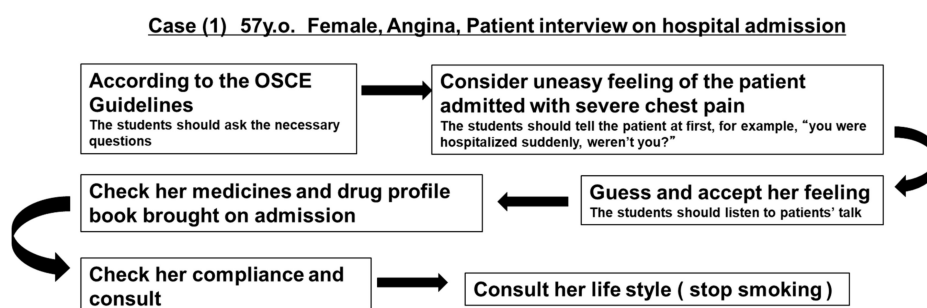 Case (1) 57y.o. Female, Angina, Patient interview on hospital admission
According to the OSCE
Guidelines
The students should ask the necessary
questions
Consider uneasy feeling of the patient
admitted with severe chest pain
The students should tell the patient at first, for example, “you were
hospitalized suddenly, weren’t you?”
Guess and accept her feeling
The students should listen to patients’ talk
Check her medicines and drug profile
book brought on admission
Check her compliance and
consult
Consult her life style ( stop smoking )